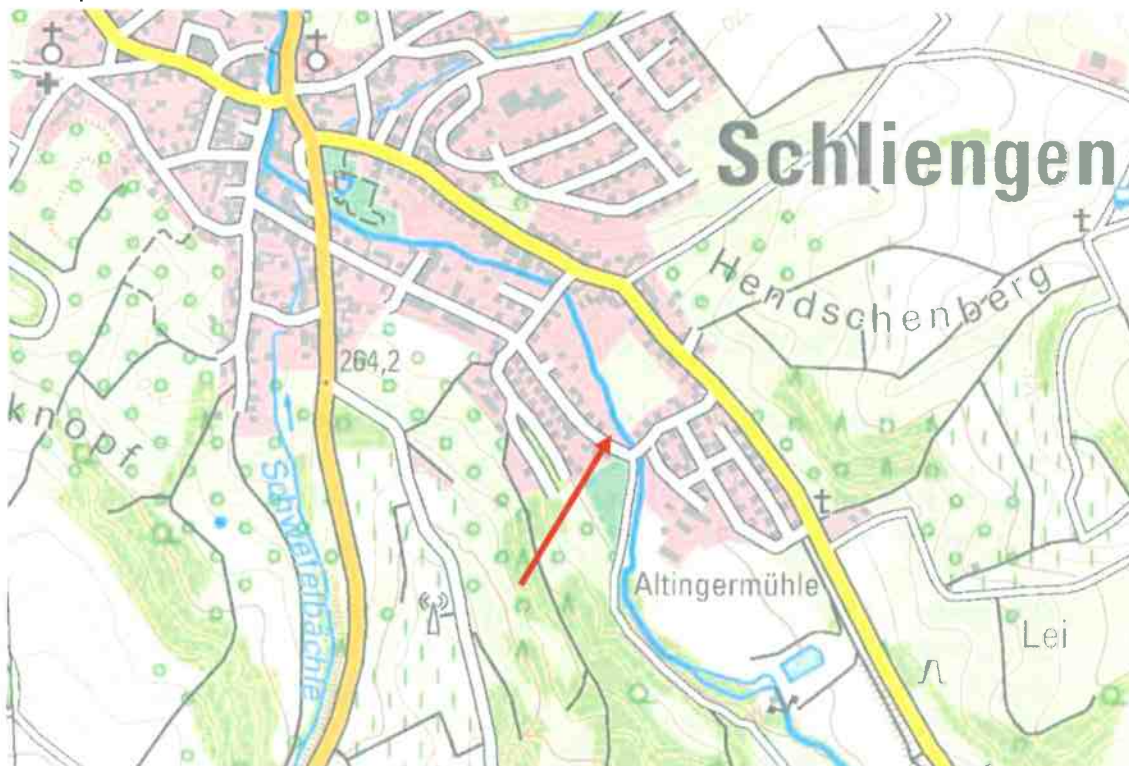 Schliengen
Hendschenberg
264,2
knopf
Schwefelbächle
Altingermühle
Lei